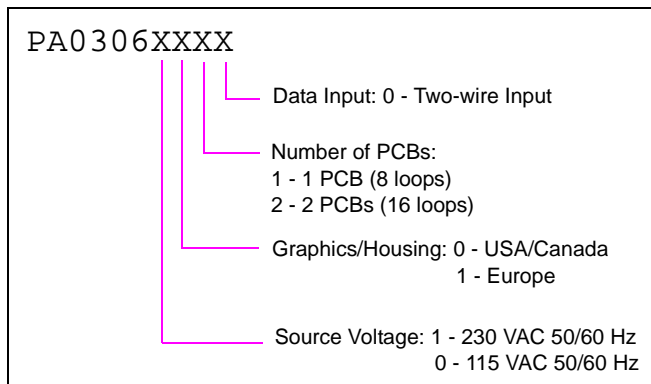 PA0306XXXX
Data Input: 0 - Two-wire Input
Number of PCBs:
1 - 1 PCB (8 loops)
2 - 2 PCBs (16 loops)
Graphics/Housing: 0 - USA/Canada
1 - Europe
Source Voltage: 1 - 230 VAC 50/60 Hz
0 - 115 VAC 50/60 Hz